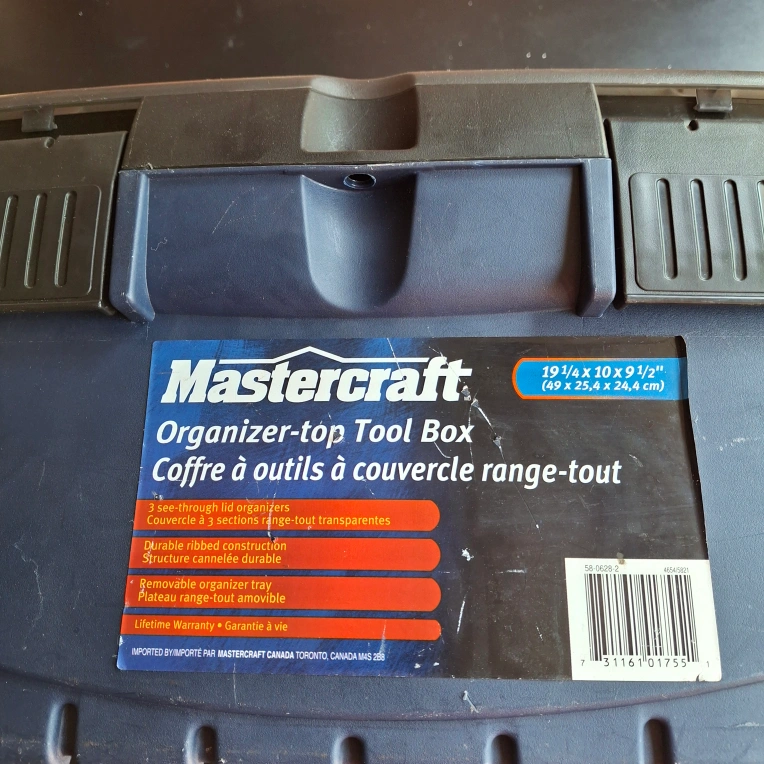 Mastercraft
19 1/4 x 10 x 9 1/2"
(49 x 25,4 x 24,4 cm)
Organizer-top Tool Box
Coffre à outils à couvercle range-tout
3 see-through lid organizers
Couvercle à 3 sections range-tout transparentes
Durable ribbed construction
Structure cannelée durable
Removable organizer tray
Plateau range-tout amovible
Lifetime Warranty • Garantie à vie
IMPORTED BY/IMPORTÉ PAR MASTERCRAFT CANADA TORONTO, CANADA M4S 2B8
58-0628-2 4654/5821
7 31161 01755 1